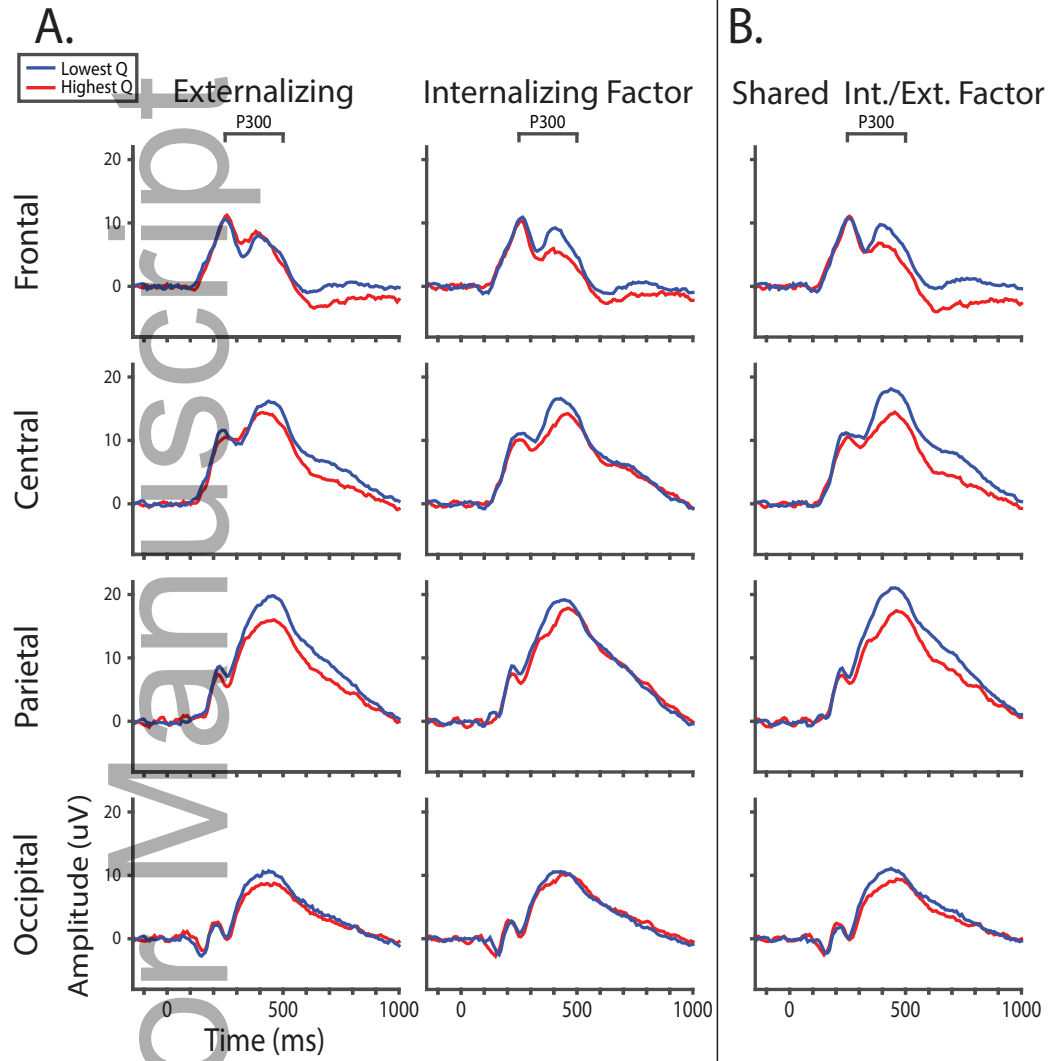 A.
B.
Lowest Q
Highest Q
Externalizing
Internalizing Factor
Shared Int./Ext. Factor
P300
P300
P300
Frontal
20
10
0
Central
20
10
0
Parietal
20
10
0
Occipital
Amplitude (uV)
20
10
0
0 500 1000
0 500 1000
0 500 1000
Time (ms)
or Manuscript